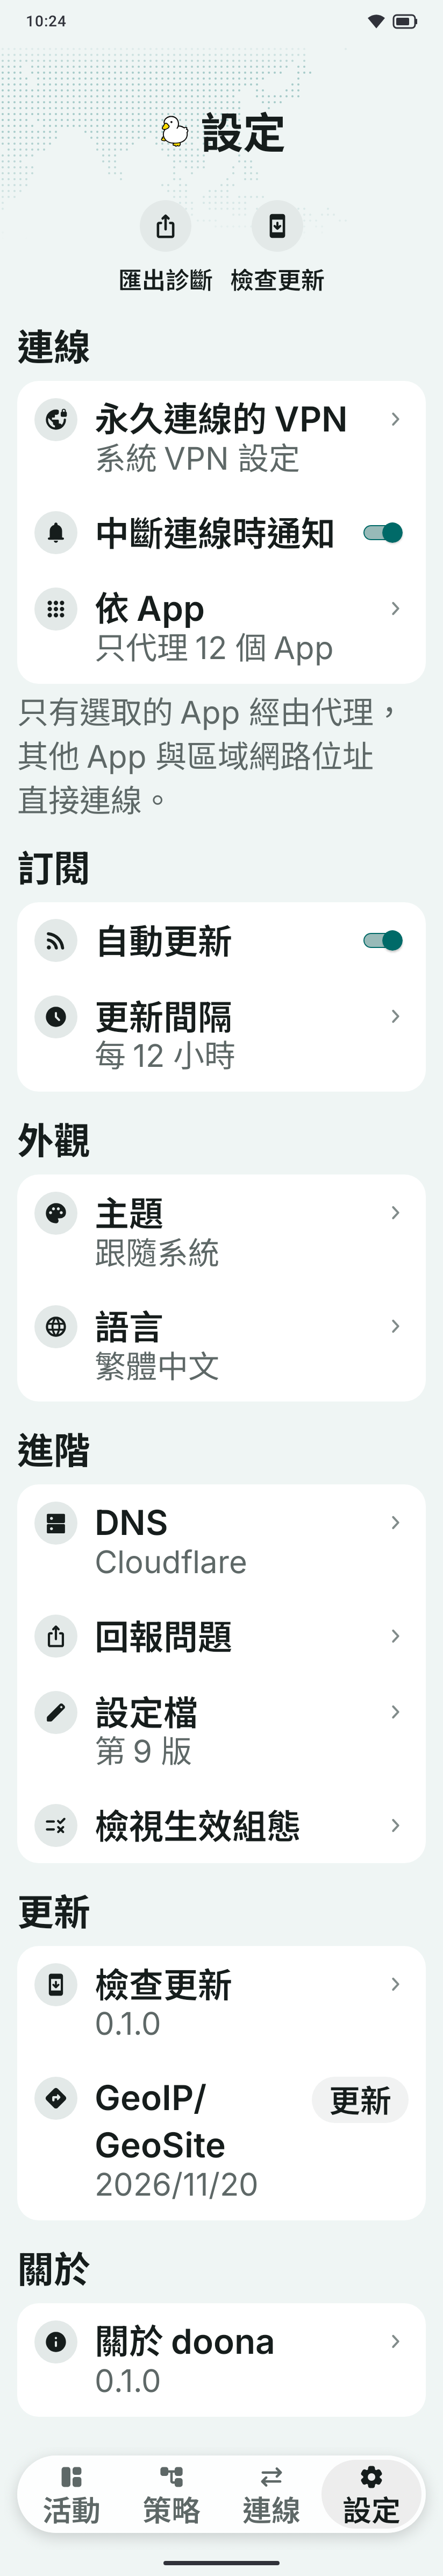 10:24
設定
匯出診斷
檢查更新
連線
永久連線的 VPN
系統 VPN 設定
中斷連線時通知
依 App
只代理 12 個 App
只有選取的 App 經由代理，
其他 App 與區域網路位址
直接連線。
訂閱
自動更新
更新間隔
每 12 小時
外觀
主題
跟隨系統
語言
繁體中文
進階
DNS
Cloudflare
回報問題
設定檔
第 9 版
檢視生效組態
更新
檢查更新
0.1.0
GeoIP/
GeoSite
更新
2026/11/20
關於
關於 doona
0.1.0
活動
策略
連線
設定